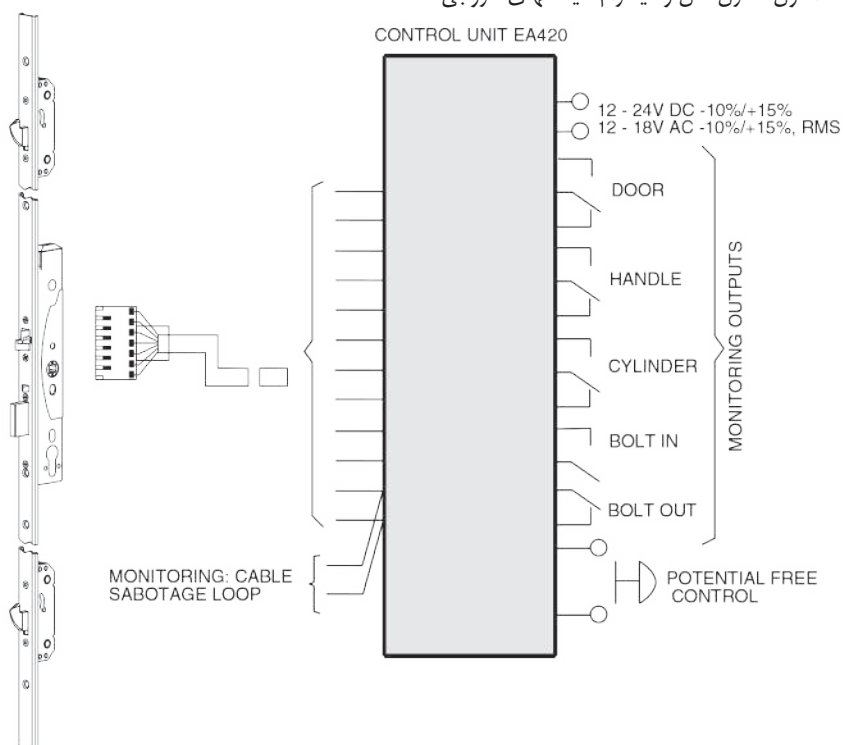 CONTROL UNIT EA420
12 - 24V DC -10%/+15%
12 - 18V AC -10%/+15%, RMS
DOOR
HANDLE
CYLINDER
BOLT IN
BOLT OUT
MONITORING OUTPUTS
MONITORING: CABLE
SABOTAGE LOOP
POTENTIAL FREE
CONTROL